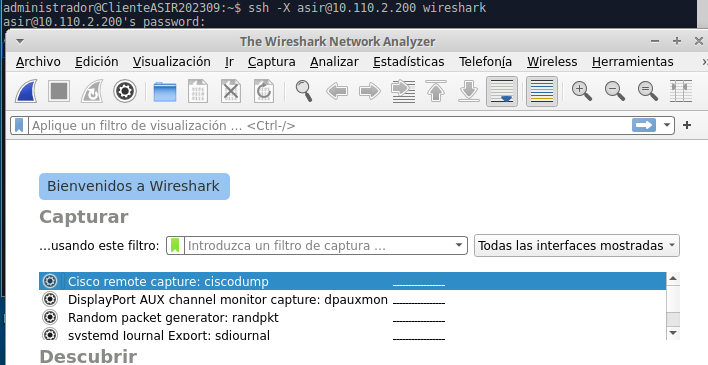 administrador@ClienteASIR202309:~$ ssh -X asir@10.110.2.200 wireshark
asir@10.110.2.200's password:
The Wireshark Network Analyzer
Archivo Edición Visualización Ir Captura Analizar Estadísticas Telefonía Wireless Herramientas »
Aplique un filtro de visualización … <Ctrl-/>
Bienvenidos a Wireshark
Capturar
…usando este filtro: Introduzca un filtro de captura … Todas las interfaces mostradas
Cisco remote capture: ciscodump
DisplayPort AUX channel monitor capture: dpauxmon
Random packet generator: randpkt
systemd Journal Export: sdjournal
Descubrir